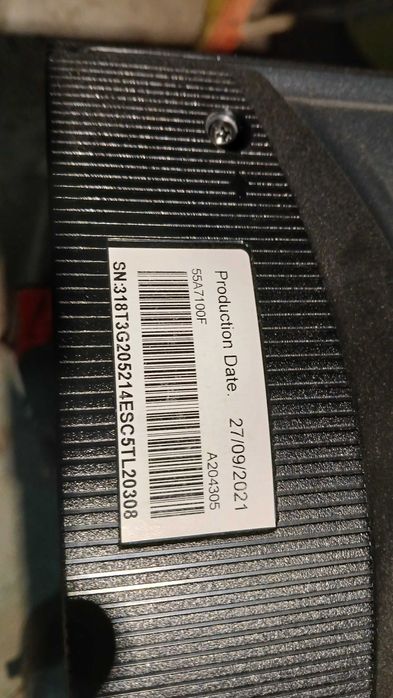 Production Date. 27/09/2021
55A7100F A204305
SN:318T3G205214ESC5TL20308